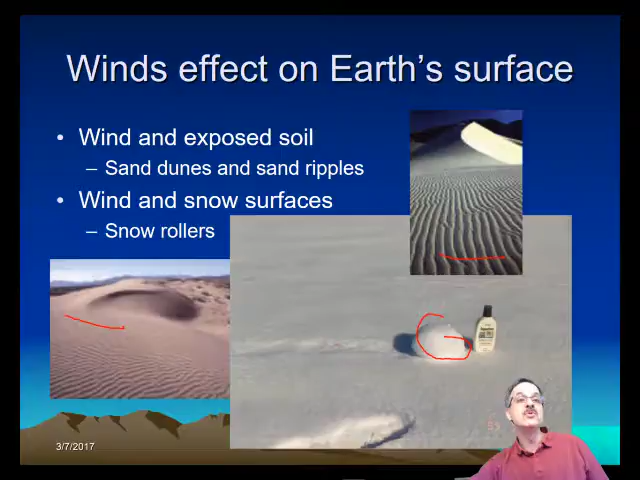 Winds effect on Earth's surface
• Wind and exposed soil
– Sand dunes and sand ripples
• Wind and snow surfaces
– Snow rollers
3/7/2017